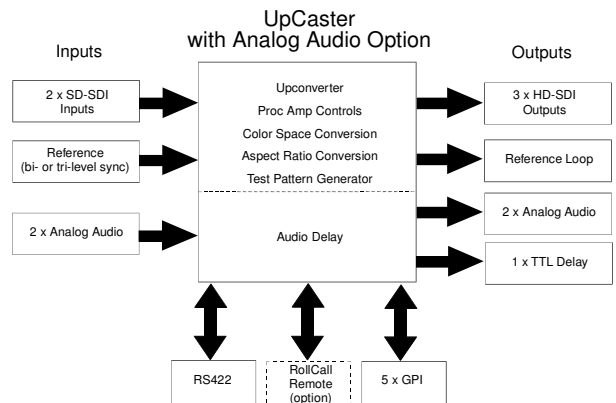 UpCaster
with Analog Audio Option
Inputs
Outputs
2 x SD-SDI
Inputs
Reference
(bi- or tri-level sync)
2 x Analog Audio
Upconverter
Proc Amp Controls
Color Space Conversion
Aspect Ratio Conversion
Test Pattern Generator
Audio Delay
3 x HD-SDI
Outputs
Reference Loop
2 x Analog Audio
1 x TTL Delay
RS422
RollCall
Remote
(option)
5 x GPI